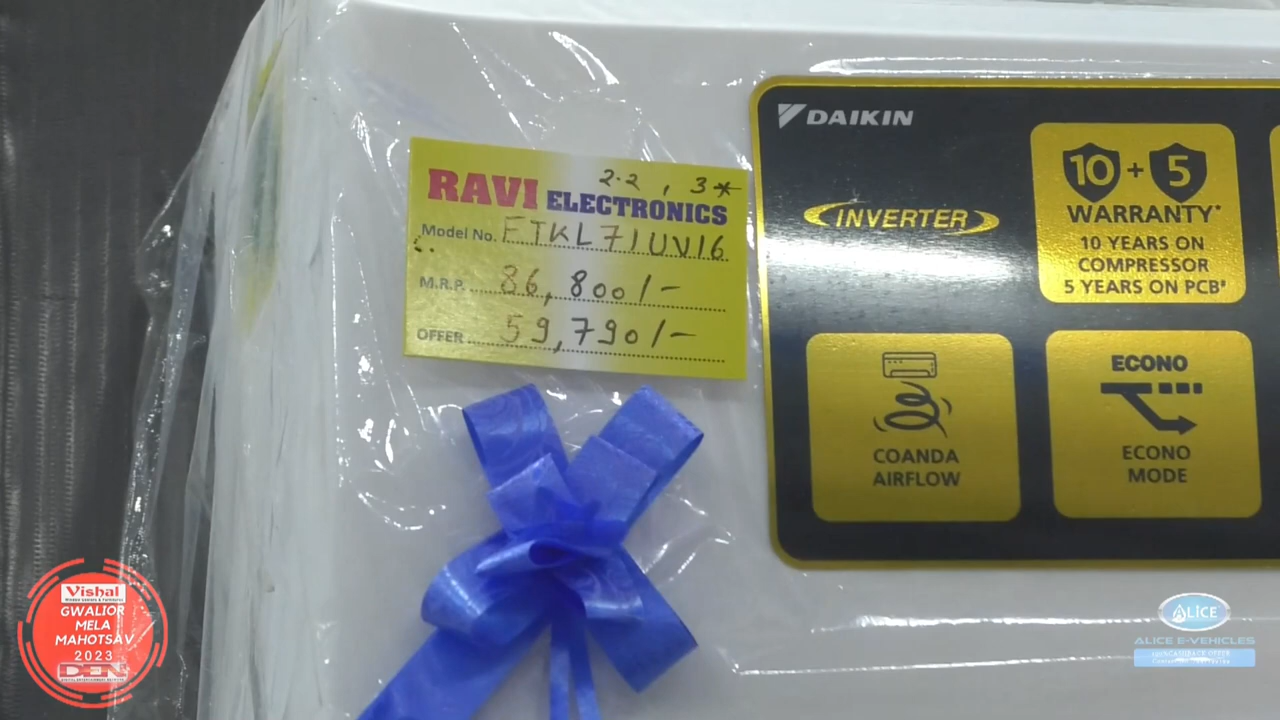 2.2, 3*
RAVI ELECTRONICS
Model No. FTKL71UV16
M.R.P. 86,800/-
OFFER 59,790/-
DAIKIN
INVERTER
10 + 5
WARRANTY*
10 YEARS ON
COMPRESSOR
5 YEARS ON PCB#
COANDA
AIRFLOW
ECONO
ECONO
MODE
Vishal
GWALIOR
MELA
MAHOTSAV
2023
DEN
ALICE
ALICE E-VEHICLES